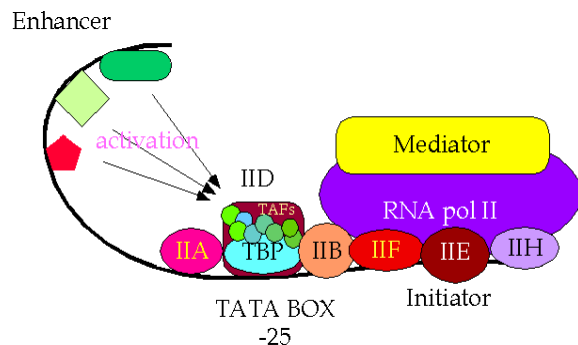 Enhancer
activation
Mediator
IID
TAFs
RNA pol II
IIA
TBP
IIB
IIF
IIE
IIH
TATA BOX
-25
Initiator